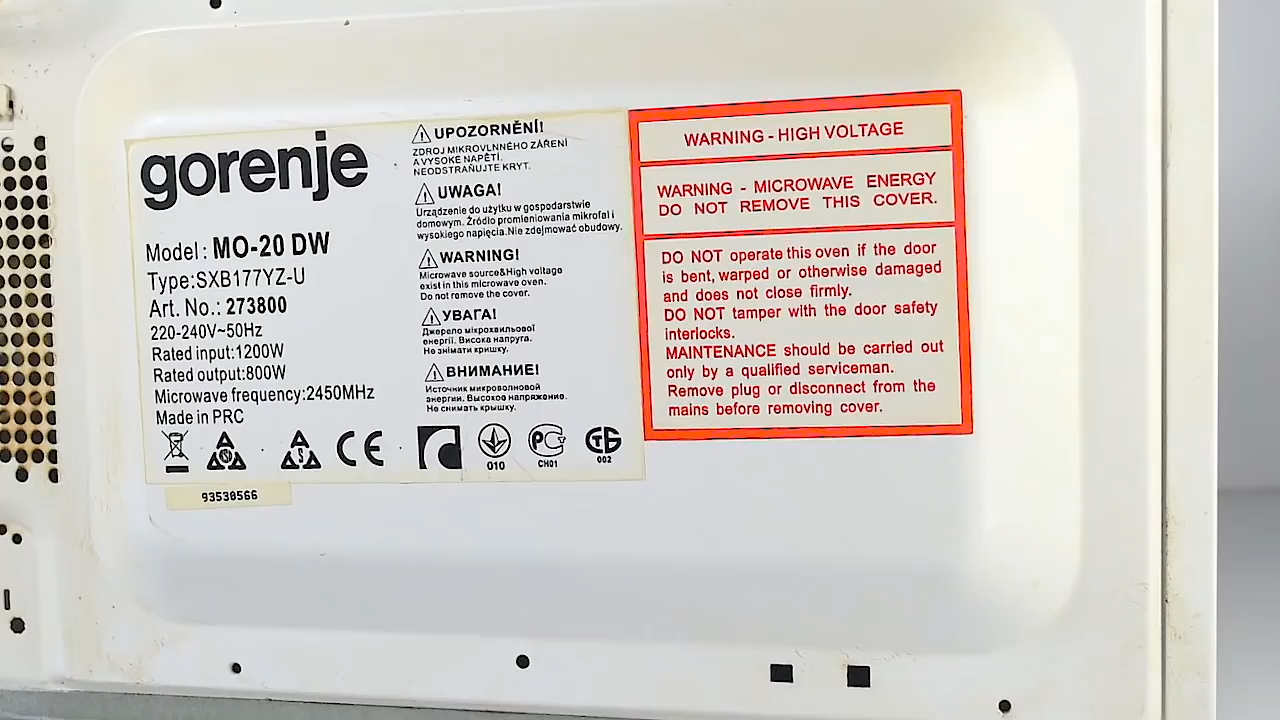 gorenje
Model : MO-20 DW
Type:SXB177YZ-U
Art. No.: 273800
220-240V~50Hz
Rated input:1200W
Rated output:800W
Microwave frequency:2450MHz
Made in PRC
UPOZORNĚNÍ!
ZDROJ MIKROVLNNÉHO ZÁŘENÍ
A VYSOKÉ NAPĚTÍ.
NEODSTRAŇUJTE KRYT.
UWAGA!
Urządzenie do użytku w gospodarstwie
domowym. Źródło promieniowania mikrofal i
wysokiego napięcia.Nie zdejmować obudowy.
WARNING!
Microwave source&High voltage
exist in this microwave oven.
Do not remove the cover.
УВАГА!
Джерело мікрохвильової
енергії. Висока напруга.
Не знімати кришку.
ВНИМАНИЕ!
Источник микроволновой
энергии. Высокое напряжение.
Не снимать крышку.
N
S
CE
010
РС
СН01
002
93530566
WARNING - HIGH VOLTAGE
WARNING - MICROWAVE ENERGY
DO NOT REMOVE THIS COVER.
DO NOT operate this oven if the door
is bent, warped or otherwise damaged
and does not close firmly.
DO NOT tamper with the door safety
interlocks.
MAINTENANCE should be carried out
only by a qualified serviceman.
Remove plug or disconnect from the
mains before removing cover.